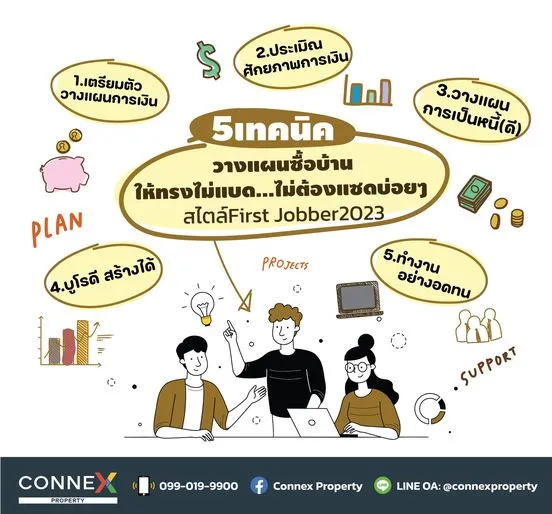 1.เตรียมตัว
วางแผนการเงิน
2.ประเมิน
ศักยภาพการเงิน
3.วางแผน
การเป็นหนี้(ดี)
5เทคนิค
วางแผนซื้อบ้าน
ให้ทรงไม่แบด...ไม่ต้องแซดบ่อยๆ
สไตล์First Jobber2023
PLAN
4.บูโรดี สร้างได้
PROJECTS
5.ทำงาน
อย่างอดทน
SUPPORT
CONNEX
PROPERTY
099-019-9900
Connex Property
LINE OA: @connexproperty